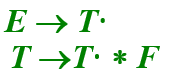 E → T·
T → T· * F